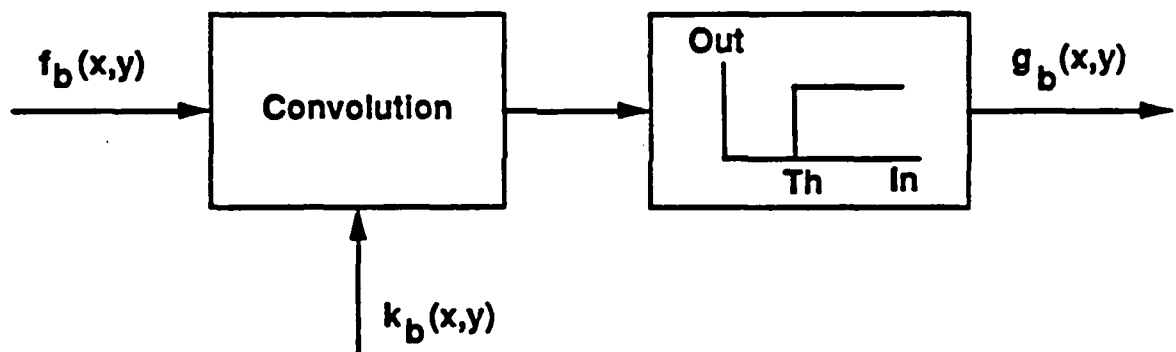 f_b(x,y)
Convolution
Out
Th
In
g_b(x,y)
k_b(x,y)